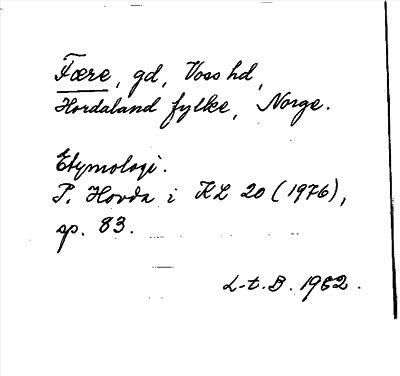 Fære, gd, Voss hd,
Hordaland fylke, Norge.
Etymologi.
P. Hovda i KL 20 (1976),
sp. 83.
L-t. B. 1982.